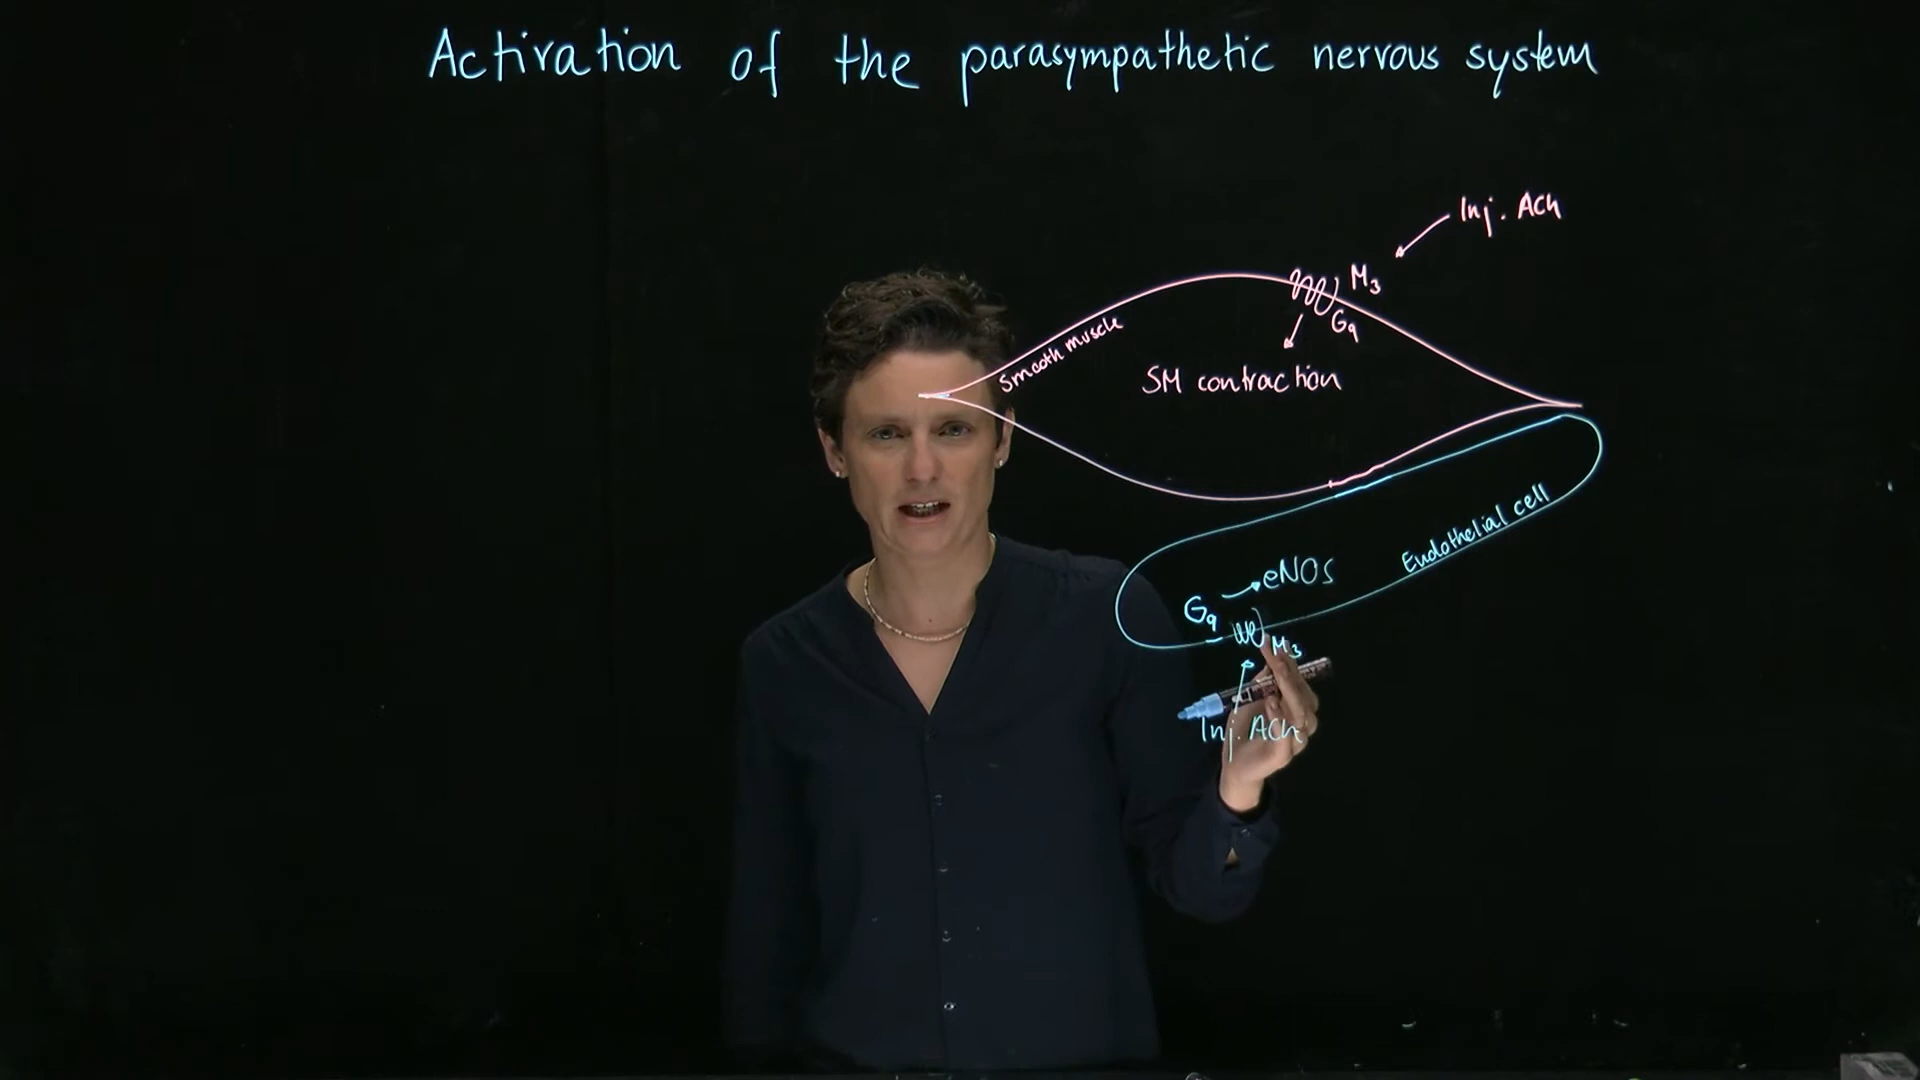 Activation of the parasympathetic nervous system
Inj. ACh
M3
Gq
Smooth muscle
SM contraction
Endothelial cell
eNOS
Gq
M3
Inj. ACh